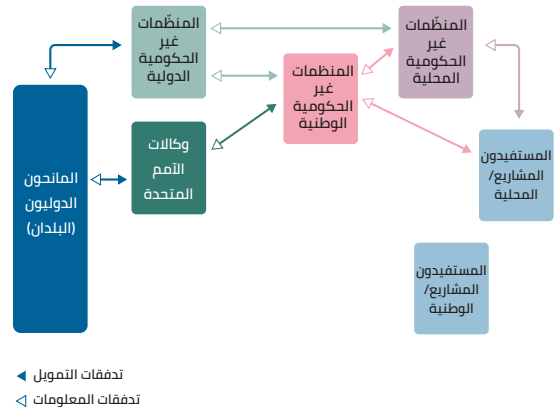 المنظّمات
غير
الحكومية
الدولية
المنظّمات
غير
الحكومية
المحلية
المنظمات
غير
الحكومية
الوطنية
وكالات
الآمم
المتحدة
المانحون
الدوليون
(البلدان)
المستفيدون
المشاريع/
المحلية
المستفيدون
المشاريع/
الوطنية
تدفقات التمويل
تدفقات المعلومات